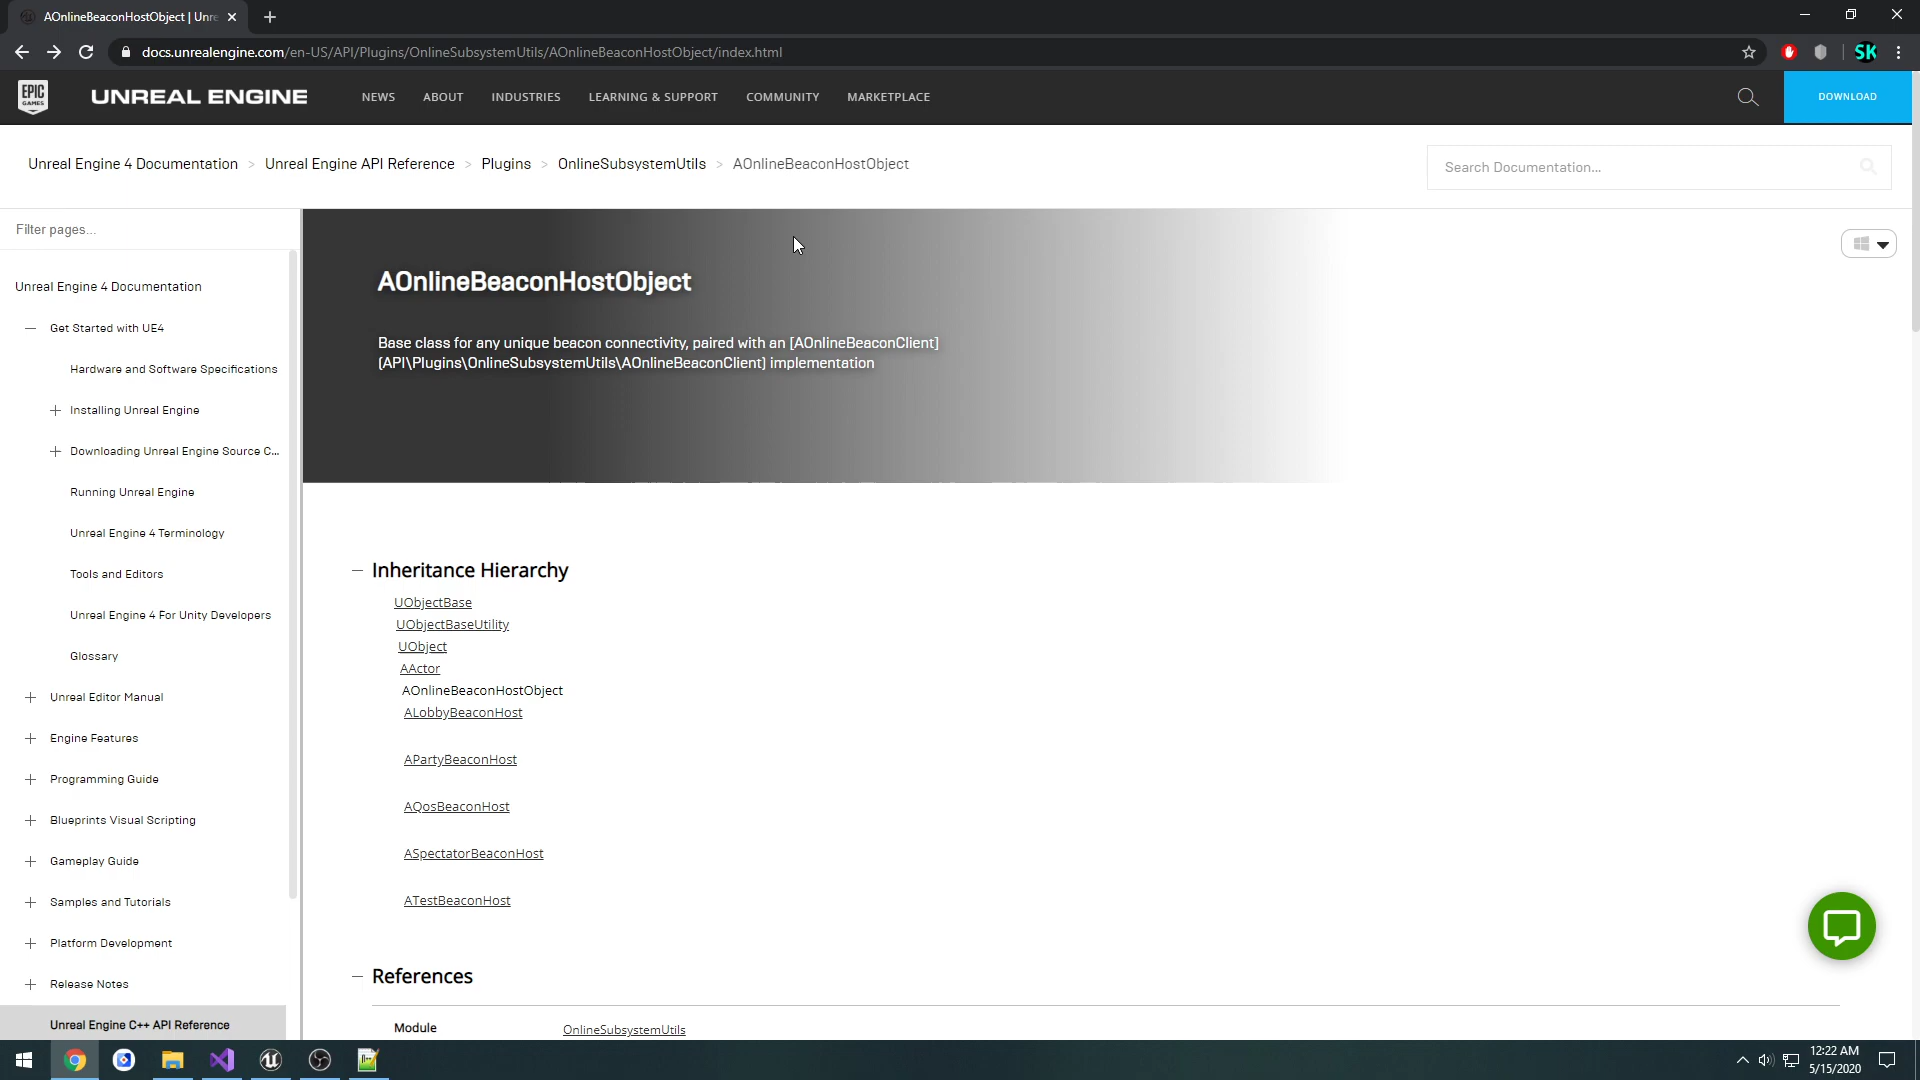 AOnlineBeaconHostObject | Unre
docs.unrealengine.com/en-US/API/Plugins/OnlineSubsystemUtils/AOnlineBeaconHostObject/index.html
SK
EPIC GAMES
UNREAL ENGINE
NEWS
ABOUT
INDUSTRIES
LEARNING & SUPPORT
COMMUNITY
MARKETPLACE
DOWNLOAD
Unreal Engine 4 Documentation > Unreal Engine API Reference > Plugins > OnlineSubsystemUtils > AOnlineBeaconHostObject
Search Documentation...
Filter pages...
Unreal Engine 4 Documentation
Get Started with UE4
Hardware and Software Specifications
Installing Unreal Engine
Downloading Unreal Engine Source C...
Running Unreal Engine
Unreal Engine 4 Terminology
Tools and Editors
Unreal Engine 4 For Unity Developers
Glossary
Unreal Editor Manual
Engine Features
Programming Guide
Blueprints Visual Scripting
Gameplay Guide
Samples and Tutorials
Platform Development
Release Notes
Unreal Engine C++ API Reference
AOnlineBeaconHostObject
Base class for any unique beacon connectivity, paired with an [AOnlineBeaconClient]
(API\Plugins\OnlineSubsystemUtils\AOnlineBeaconClient) implementation
Inheritance Hierarchy
UObjectBase
UObjectBaseUtility
UObject
AActor
AOnlineBeaconHostObject
ALobbyBeaconHost
APartyBeaconHost
AQosBeaconHost
ASpectatorBeaconHost
ATestBeaconHost
References
Module OnlineSubsystemUtils
12:22 AM
5/15/2020